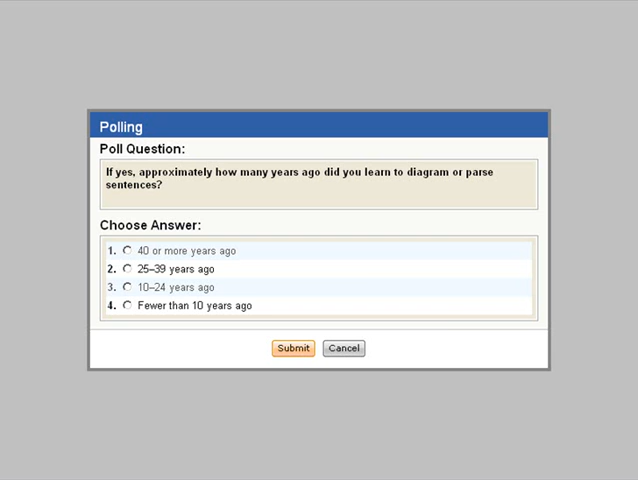 Polling
Poll Question:
If yes, approximately how many years ago did you learn to diagram or parse
sentences?
Choose Answer:
1. 40 or more years ago
2. 25–39 years ago
3. 10–24 years ago
4. Fewer than 10 years ago
Submit Cancel